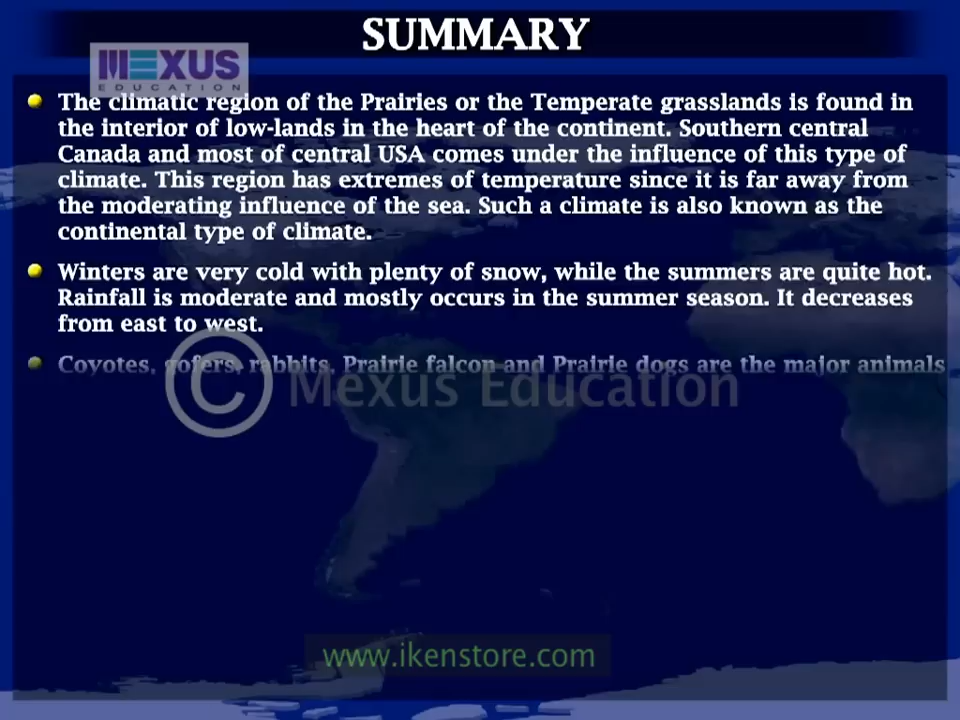 SUMMARY
MEXUS
EDUCATION
The climatic region of the Prairies or the Temperate grasslands is found in
the interior of low-lands in the heart of the continent. Southern central
Canada and most of central USA comes under the influence of this type of
climate. This region has extremes of temperature since it is far away from
the moderating influence of the sea. Such a climate is also known as the
continental type of climate.
Winters are very cold with plenty of snow, while the summers are quite hot.
Rainfall is moderate and mostly occurs in the summer season. It decreases
from east to west.
Coyotes, gofers, rabbits, Prairie falcon and Prairie dogs are the major animals
© Mexus Education
www.ikenstore.com